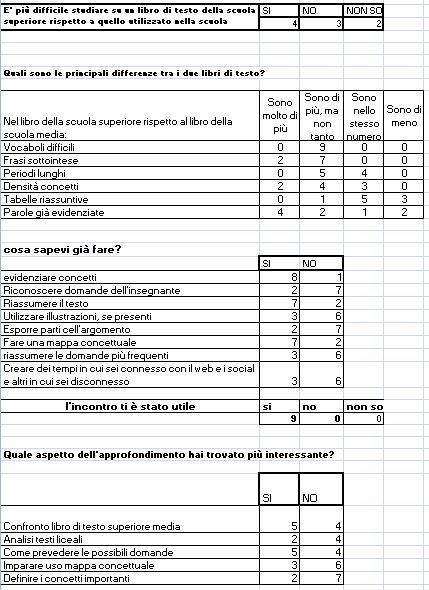 E' più difficile studiare su un libro di testo della scuola SI NO NON SO
superiore rispetto a quello utilizzato nella scuola 4 3 2
Quali sono le principali differenze tra i due libri di testo?
Nel libro della scuola superiore rispetto al libro della scuola media: Sono molto di più Sono di più, ma non tanto Sono nello stesso numero Sono di meno
Vocaboli difficili 0 9 0 0
Frasi sottointese 2 7 0 0
Periodi lunghi 0 5 4 0
Densità concetti 2 4 3 0
Tabelle riassuntive 0 1 5 3
Parole già evidenziate 4 2 1 2
cosa sapevi già fare?
SI NO
evidenziare concetti 8 1
Riconoscere domande dell'insegnante 2 7
Riassumere il testo 7 2
Utilizzare illustrazioni, se presenti 3 6
Esporre parti cell'argomento 2 7
Fare una mappa concettuale 7 2
riassumere le domande più frequenti 3 6
Creare dei tempi in cui sei connesso con il web e i social
e altri in cui sei disconnesso 3 6
l'incontro ti è stato utile si no non so
9 0 0
Quale aspetto dell'approfondimento hai trovato più interessante?
SI NO
Confronto libro di testo superiore media 5 4
Analisi testi liceali 2 4
Come prevedere le possibili domande 5 4
Imparare uso mappa concettuale 3 6
Definire i concetti importanti 2 7